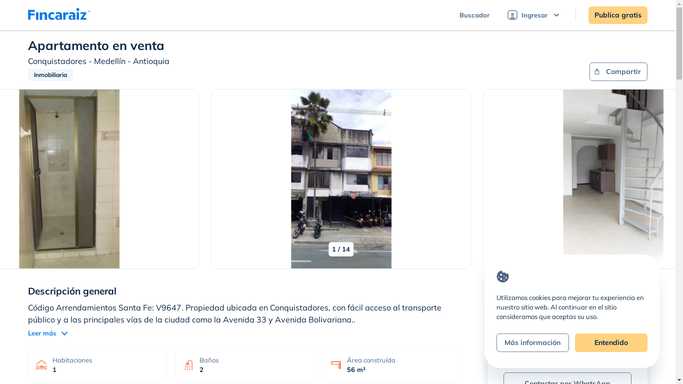 Fincaraiz
Buscador
Ingresar
Publica gratis
Apartamento en venta
Conquistadores - Medellín - Antioquia
Inmobiliaria
Compartir
1 / 14
Descripción general
Código Arrendamientos Santa Fe: V9647. Propiedad ubicada en Conquistadores, con fácil acceso al transporte
público y a las principales vías de la ciudad como la Avenida 33 y Avenida Bolivariana..
Leer más
Habitaciones
1
Baños
2
Área construida
56 m²
Utilizamos cookies para mejorar tu experiencia en
nuestro sitio web. Al continuar en el sitio
consideramos que aceptas su uso.
Más información
Entendido
Contactar por WhatsApp